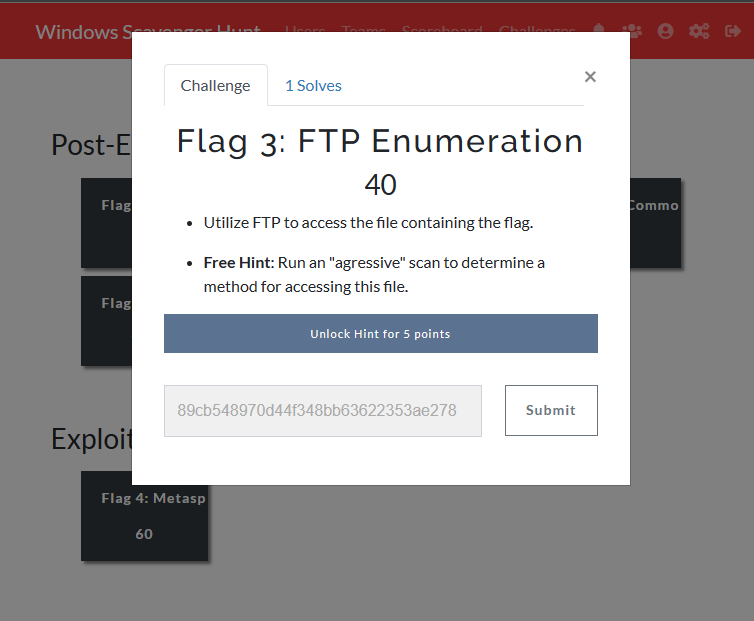 Windows Scavenger Hunt Users Teams Scoreboard Challenges
Challenge
1 Solves
×
Flag 3: FTP Enumeration
40
Utilize FTP to access the file containing the flag.
Free Hint: Run an "agressive" scan to determine a
method for accessing this file.
Unlock Hint for 5 points
89cb548970d44f348bb63622353ae278
Submit
Post-E
Flag
Commo
Flag
Exploit
Flag 4: Metasp
60